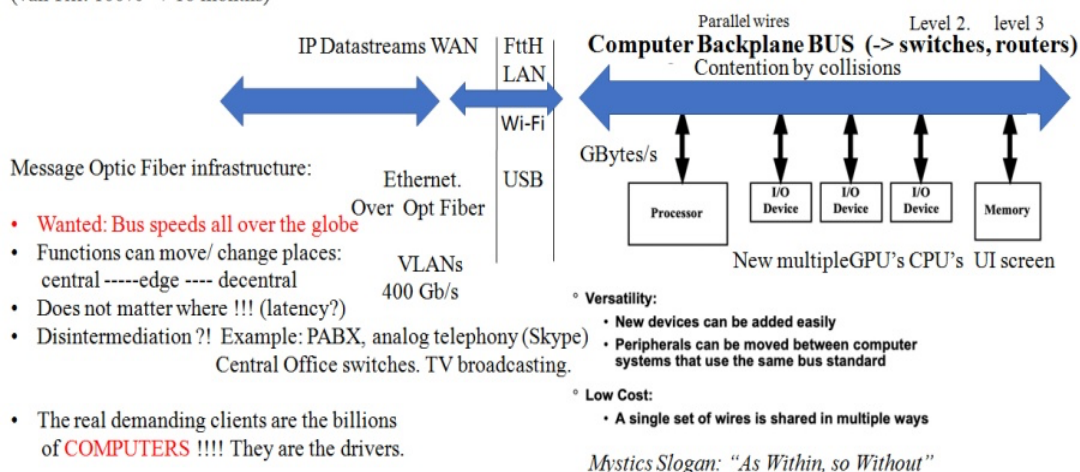 Parallel wires Level 2. level 3
IP Datastreams WAN FttH Computer Backplane BUS (-> switches, routers)
LAN Contention by collisions
Wi-Fi
GBytes/s
Message Optic Fiber infrastructure:
Ethernet. USB
Over Opt Fiber
Processor
I/O Device
I/O Device
I/O Device
Memory
• Wanted: Bus speeds all over the globe
• Functions can move/ change places:
central -----edge ---- decentral
VLANs
400 Gb/s
New multipleGPU's CPU's UI screen
• Does not matter where !!! (latency?)
• Disintermediation ?! Example: PABX, analog telephony (Skype)
Central Office switches. TV broadcasting.
• The real demanding clients are the billions
of COMPUTERS !!!! They are the drivers.
° Versatility:
• New devices can be added easily
• Peripherals can be moved between computer
systems that use the same bus standard
° Low Cost:
• A single set of wires is shared in multiple ways
Mystics Slogan: “As Within, so Without”